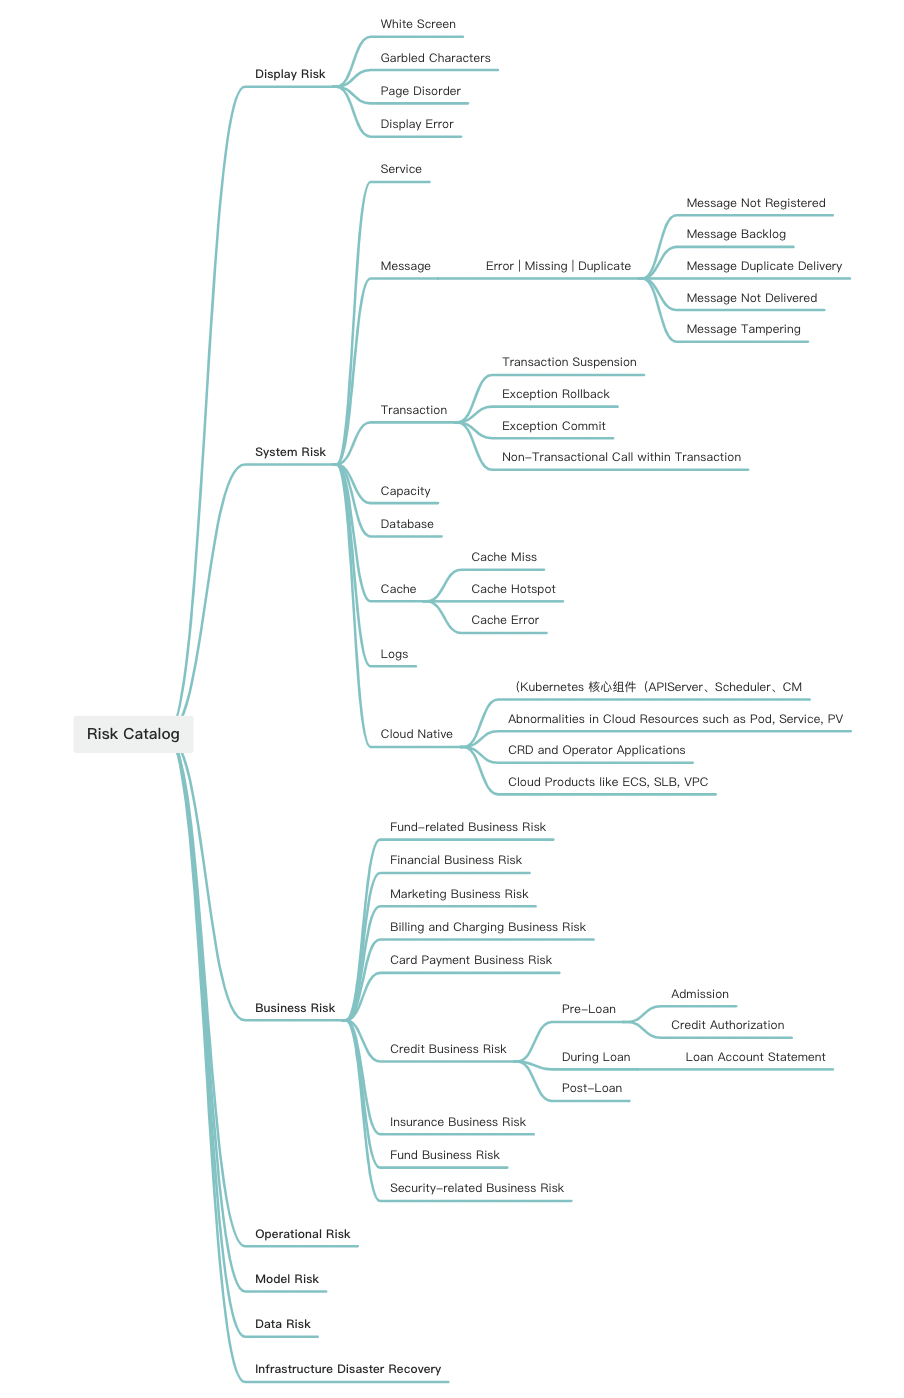 Risk Catalog
Display Risk
White Screen
Garbled Characters
Page Disorder
Display Error
System Risk
Service
Message
Error | Missing | Duplicate
Message Not Registered
Message Backlog
Message Duplicate Delivery
Message Not Delivered
Message Tampering
Transaction
Transaction Suspension
Exception Rollback
Exception Commit
Non-Transactional Call within Transaction
Capacity
Database
Cache
Cache Miss
Cache Hotspot
Cache Error
Logs
Cloud Native
（Kubernetes 核心组件（APIServer、Scheduler、CM
Abnormalities in Cloud Resources such as Pod, Service, PV
CRD and Operator Applications
Cloud Products like ECS, SLB, VPC
Business Risk
Fund-related Business Risk
Financial Business Risk
Marketing Business Risk
Billing and Charging Business Risk
Card Payment Business Risk
Credit Business Risk
Pre-Loan
Admission
Credit Authorization
During Loan
Loan Account Statement
Post-Loan
Insurance Business Risk
Fund Business Risk
Security-related Business Risk
Operational Risk
Model Risk
Data Risk
Infrastructure Disaster Recovery